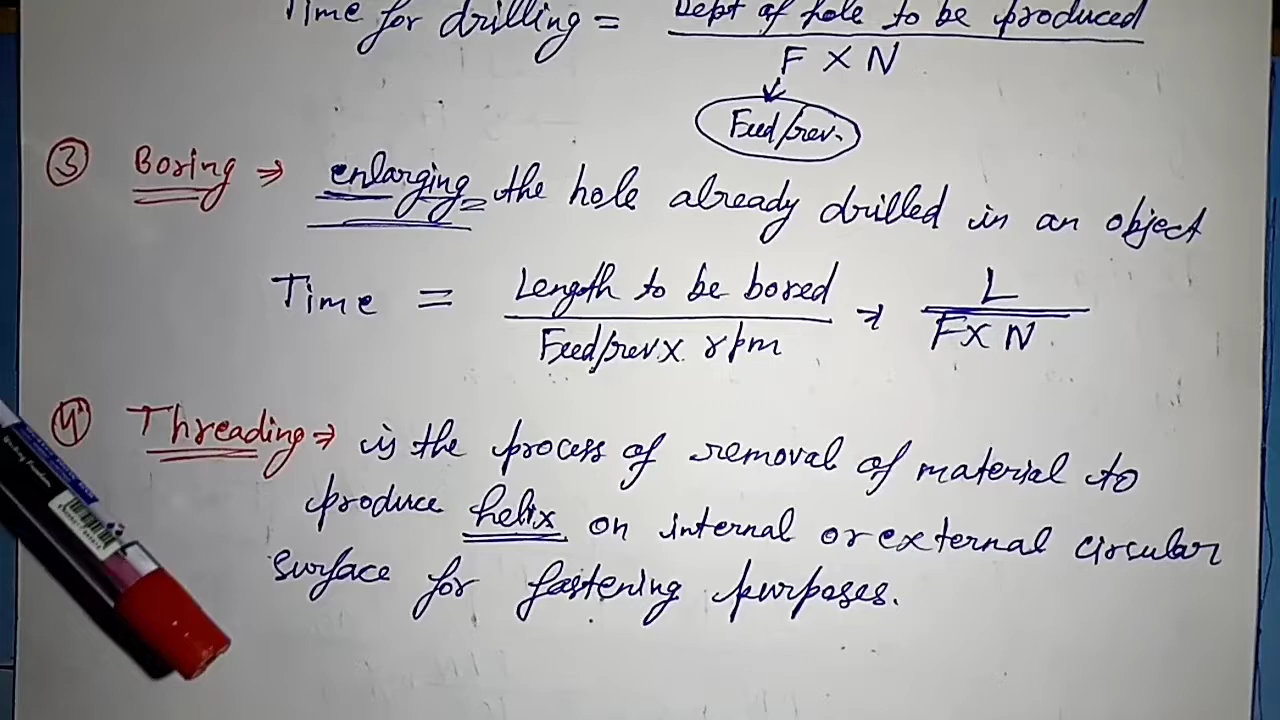 Time for drilling = Dept of hole to be produced
F X N
Feed/rev.
③ Boring ⇒ enlarging the hole already drilled in an object
Time = Length to be bored / Feed/rev x rpm ⇒ L / F X N
④ Threading ⇒ is the process of removal of material to
produce helix on internal or external circular
surface for fastening purposes.